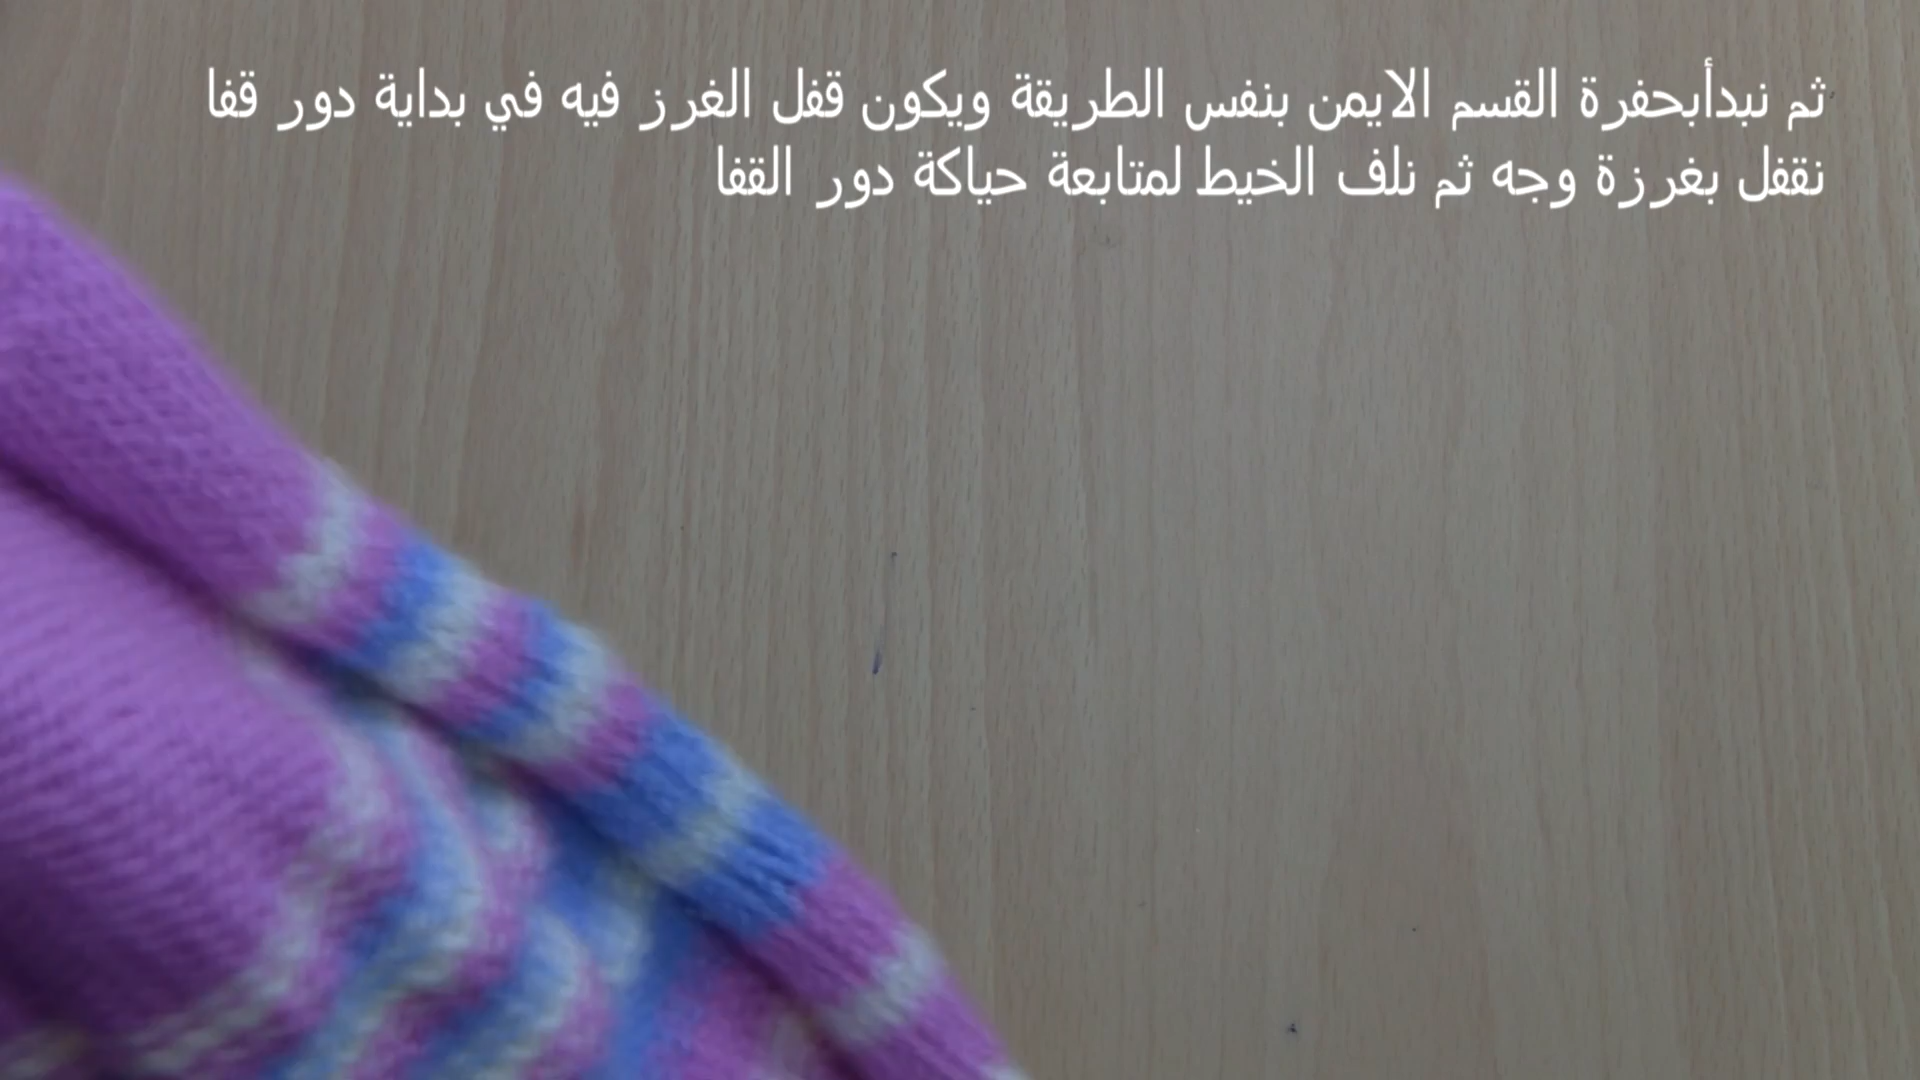 ثم نبدأبحفرة القسم الايمن بنفس الطريقة ويكون قفل الغرز فيه في بداية دور قفا
نقفل بغرزة وجه ثم نلف الخيط لمتابعة حياكة دور القفا